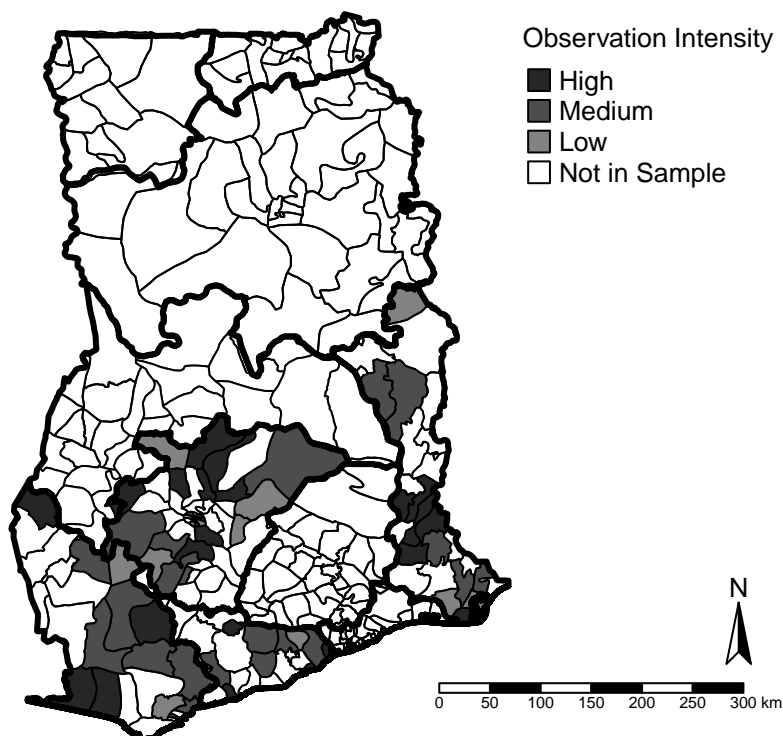 Observation Intensity
High
Medium
Low
Not in Sample
N
0 50 100 150 200 250 300 km